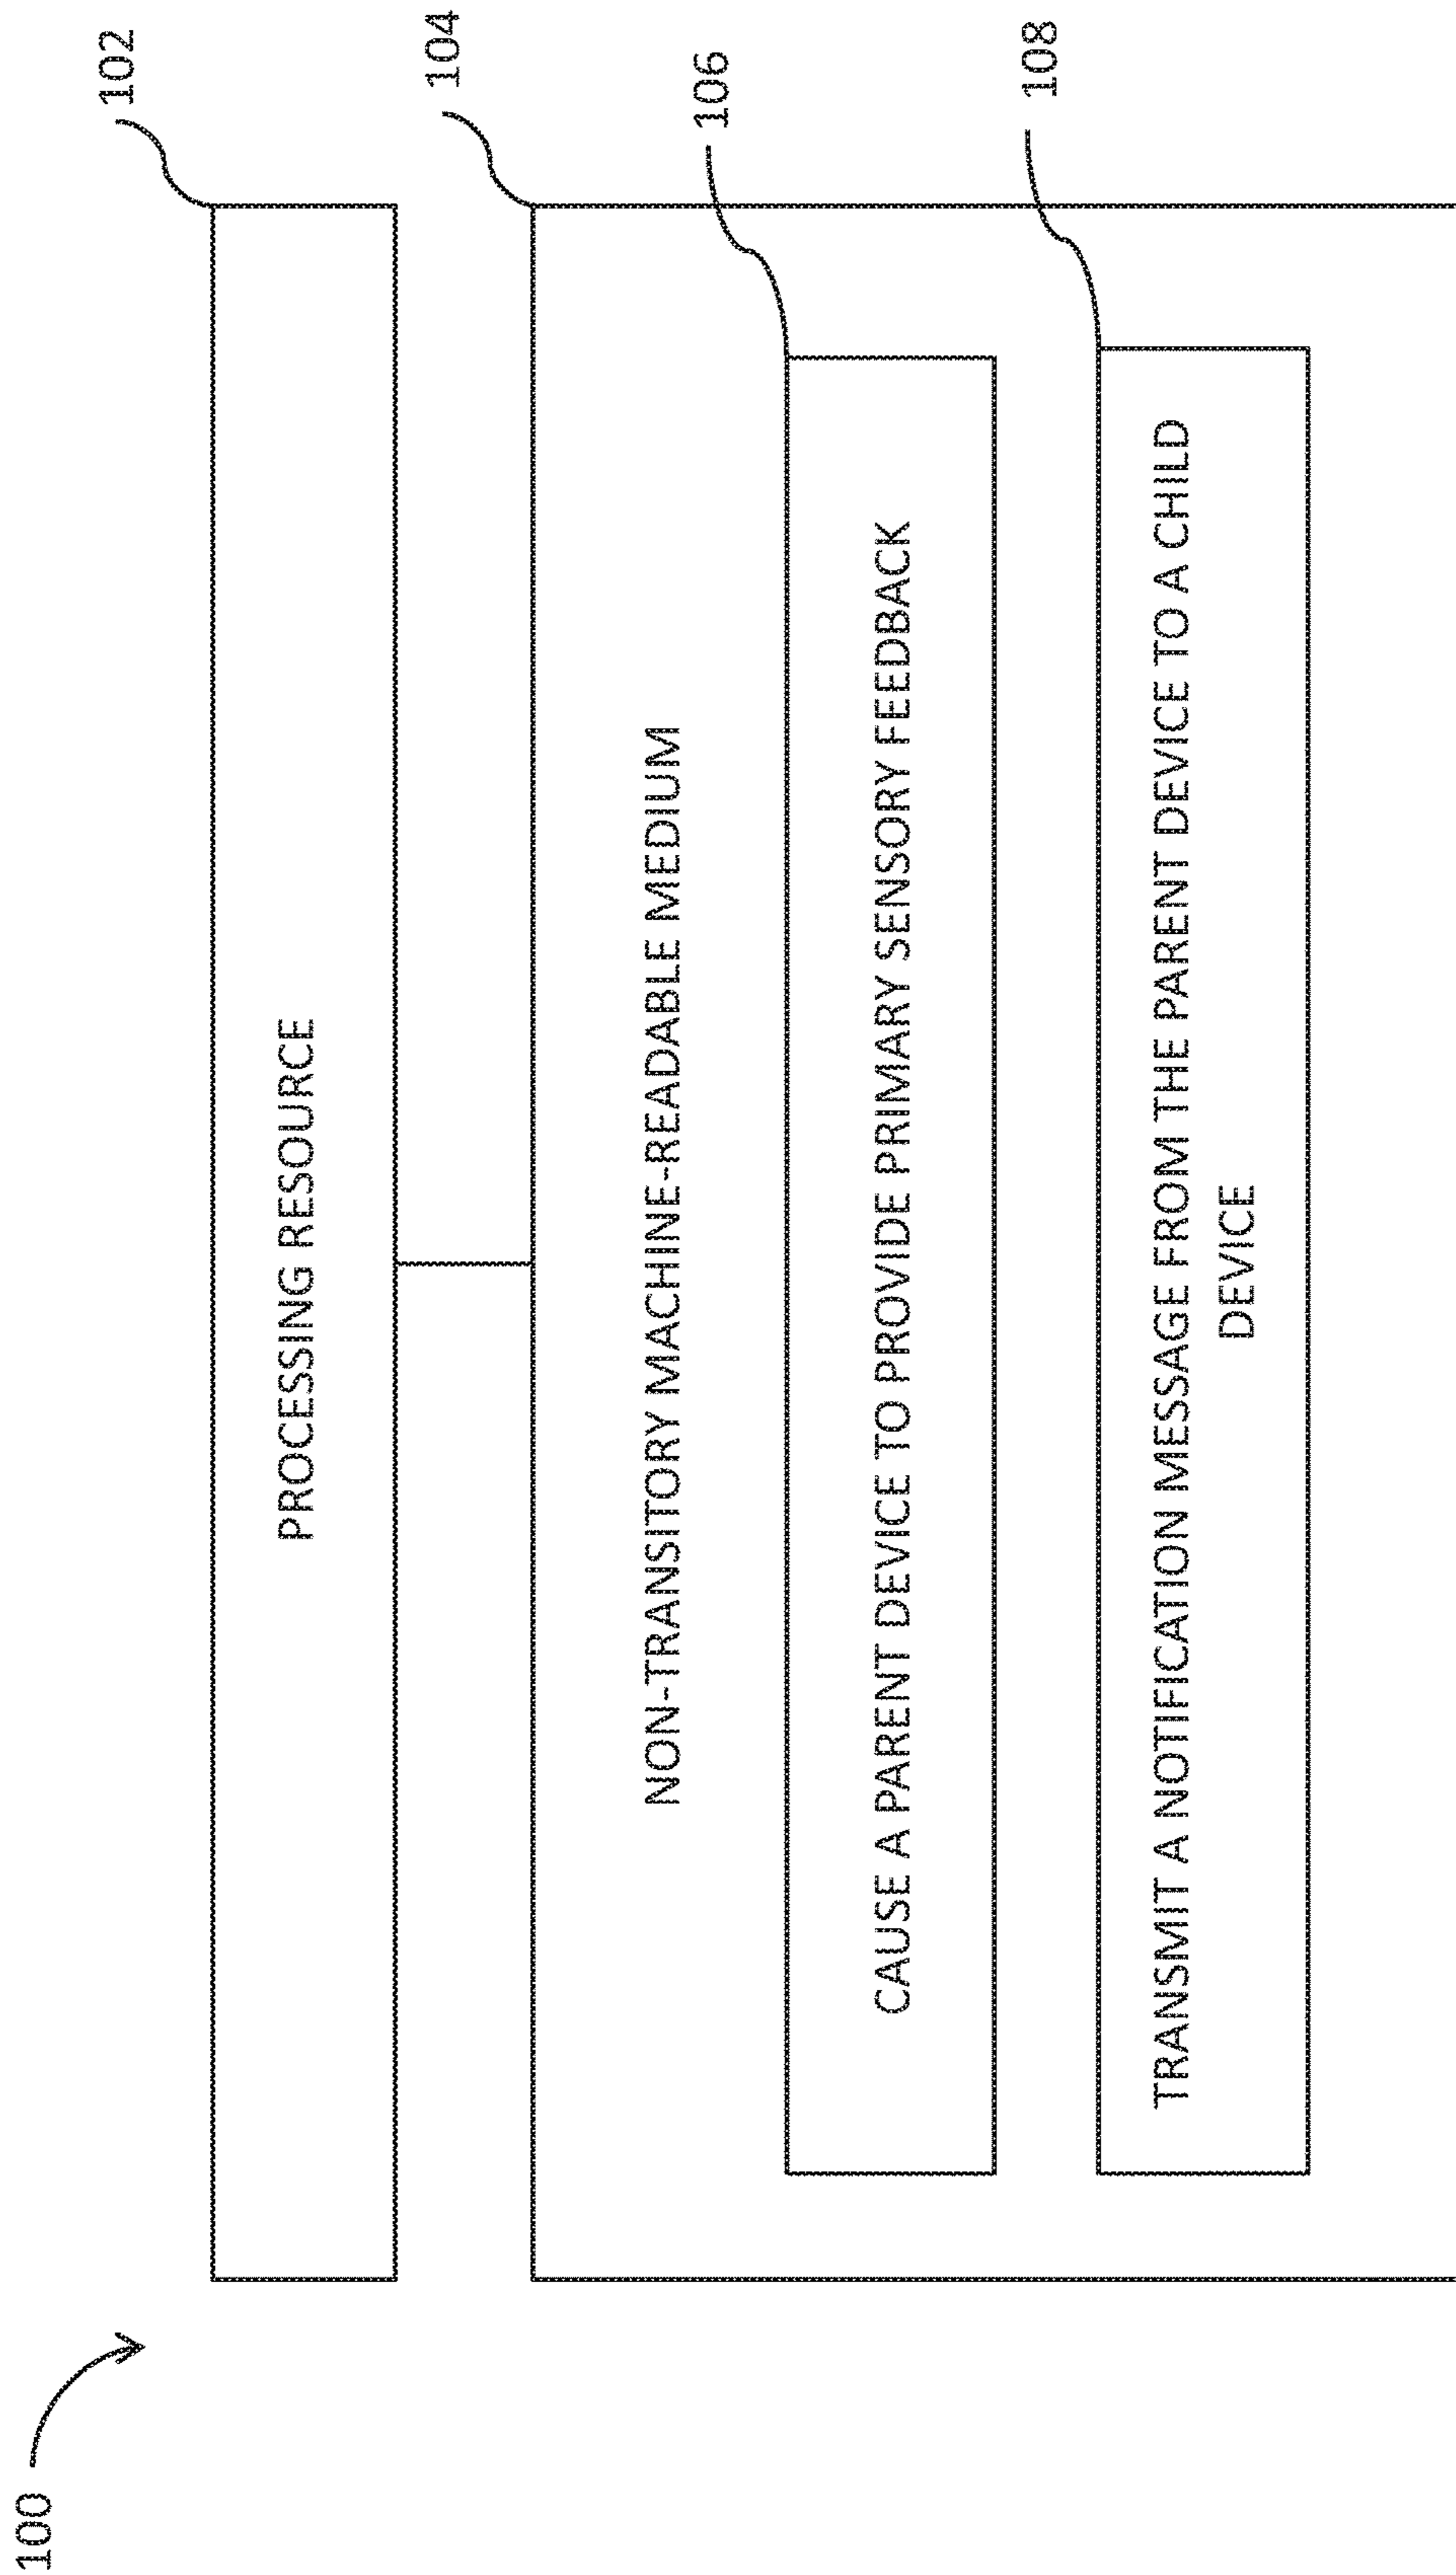 100
102
PROCESSING RESOURCE
104
NON-TRANSITORY MACHINE-READABLE MEDIUM
106
CAUSE A PARENT DEVICE TO PROVIDE PRIMARY SENSORY FEEDBACK
108
TRANSMIT A NOTIFICATION MESSAGE FROM THE PARENT DEVICE TO A CHILD
DEVICE